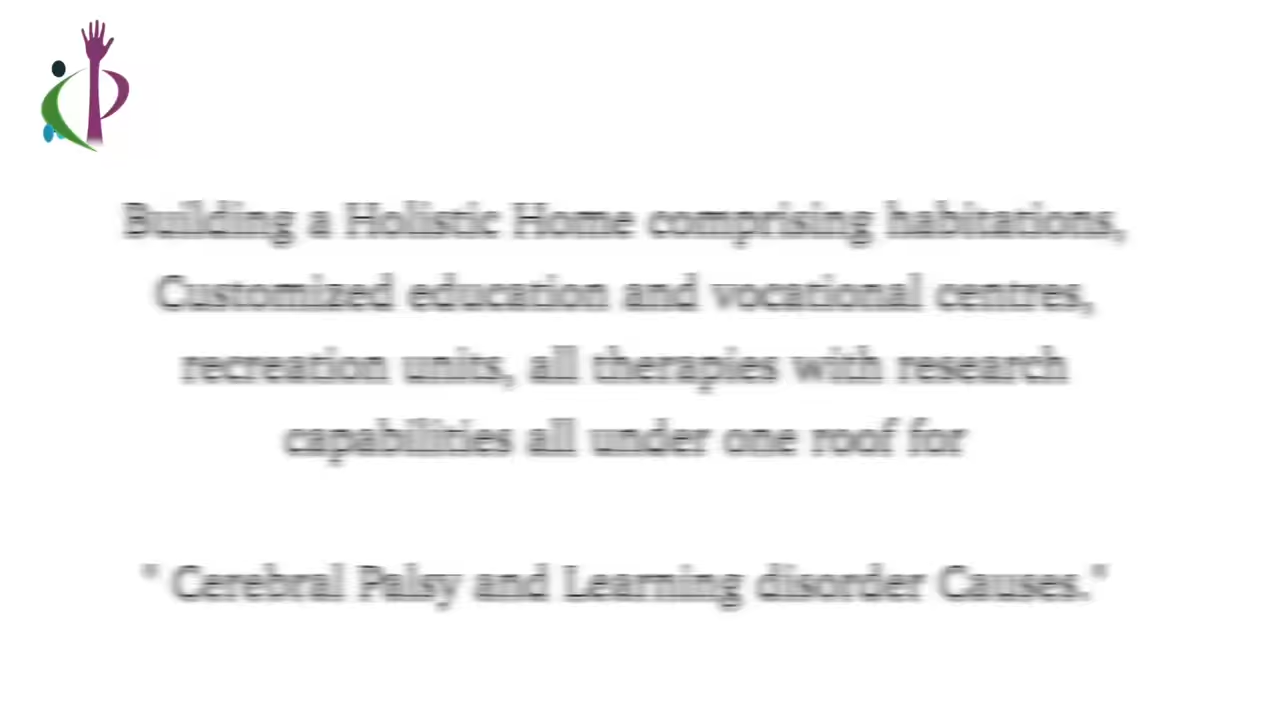 Building a Holistic Home comprising habitations,
Customized education and vocational centres,
recreation units, all therapies with research
capabilities all under one roof for
" Cerebral Palsy and Learning disorder Causes."